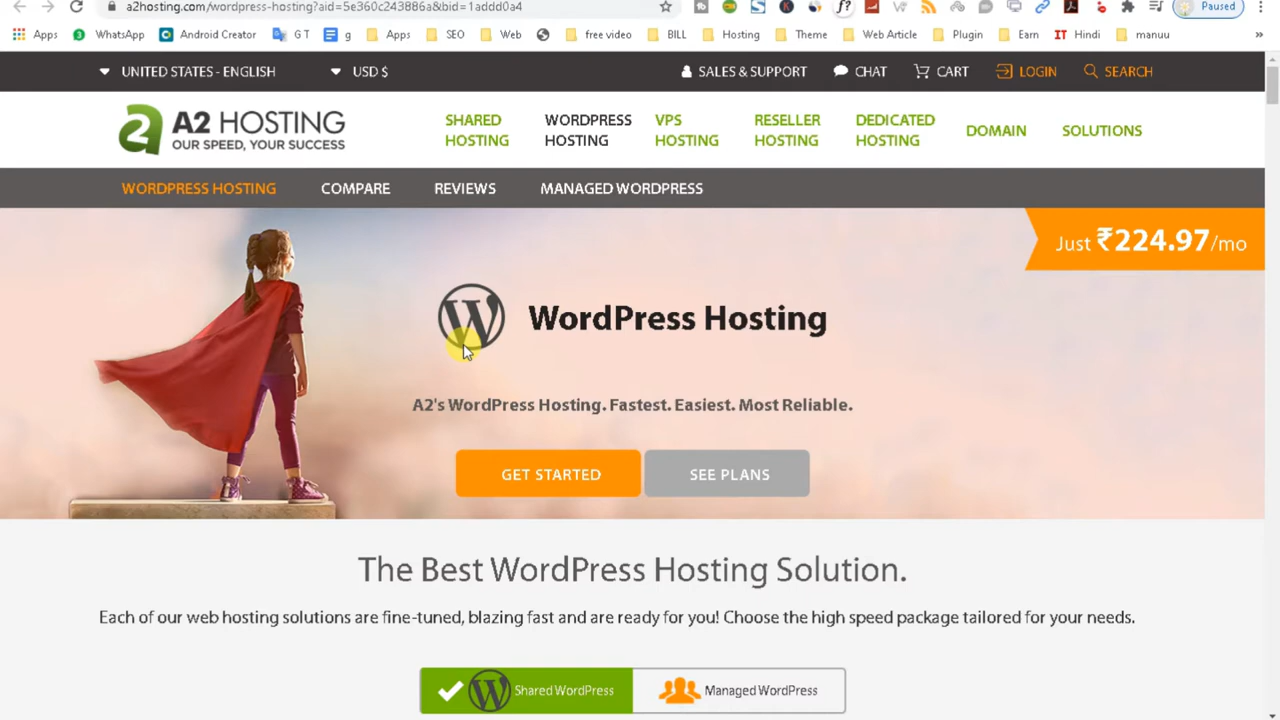 a2hosting.com/wordpress-hosting?aid=5e360c243886a&bid=1addd0a4
Paused
Apps WhatsApp Android Creator G T g Apps SEO Web free video BILL Hosting Theme Web Article Plugin Earn IT Hindi manuu »
UNITED STATES - ENGLISH USD $ SALES & SUPPORT CHAT CART LOGIN SEARCH
A2 HOSTING
OUR SPEED, YOUR SUCCESS
SHARED HOSTING
WORDPRESS HOSTING
VPS HOSTING
RESELLER HOSTING
DEDICATED HOSTING
DOMAIN
SOLUTIONS
WORDPRESS HOSTING COMPARE REVIEWS MANAGED WORDPRESS
Just ₹224.97/mo
WordPress Hosting
A2's WordPress Hosting. Fastest. Easiest. Most Reliable.
GET STARTED SEE PLANS
The Best WordPress Hosting Solution.
Each of our web hosting solutions are fine-tuned, blazing fast and are ready for you! Choose the high speed package tailored for your needs.
Shared WordPress Managed WordPress